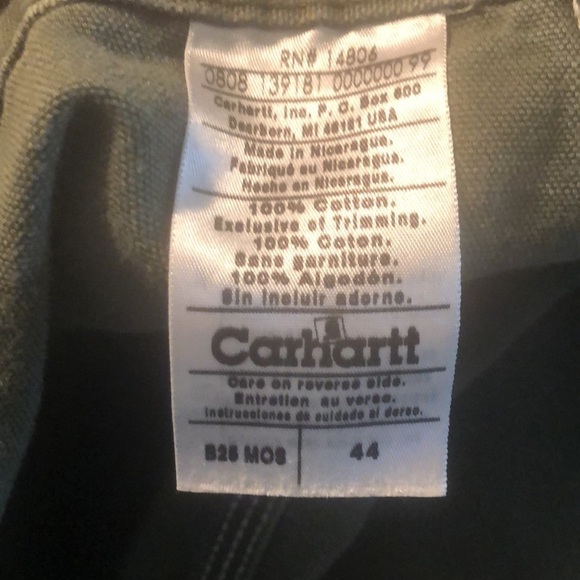 RN# 14806
0808 139181 0000000 99
Carhartt, Inc. P. O. Box 600
Dearborn, MI 48121 USA
Made in Nicaragua.
Fabriqué au Nicaragua.
Hecho en Nicaragua.
100% Cotton.
Exclusive of Trimming.
100% Coton.
Sans garniture.
100% Algodón.
Sin incluir adorno.
Carhartt
Care on reverse side.
Entretien au verso.
Instrucciones de cuidado al dorso.
B25 MOS 44